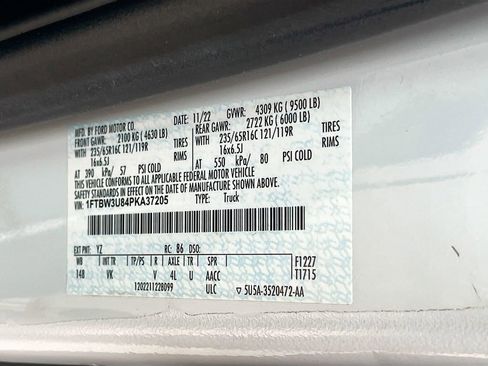 MFD. BY FORD MOTOR CO.
DATE: 11/22 GVWR: 4309 KG (9500 LB)
FRONT GAWR: 2100 KG (4630 LB) REAR GAWR: 2722 KG (6000 LB)
WITH 235/65R16C 121/119R TIRES WITH 235/65R16C 121/119R TIRES
16x6.5J RIMS 16x6.5J RIMS
AT 390 kPa/ 57 PSI COLD AT 550 kPa/ 80 PSI COLD
THIS VEHICLE CONFORMS TO ALL APPLICABLE FEDERAL MOTOR VEHICLE
SAFETY STANDARDS IN EFFECT ON THE DATE OF MANUFACTURE SHOWN ABOVE.
VIN: 1FTBW3U84PKA37205 TYPE: Truck
EXT PNT: YZ RC: B6 DSO:
WB INT TR TP/PS R AXLE TR SP F1227
148 VK V 4L U AACC T1715
1202211228099 ULC ▽ 5U5A-3520472-AA